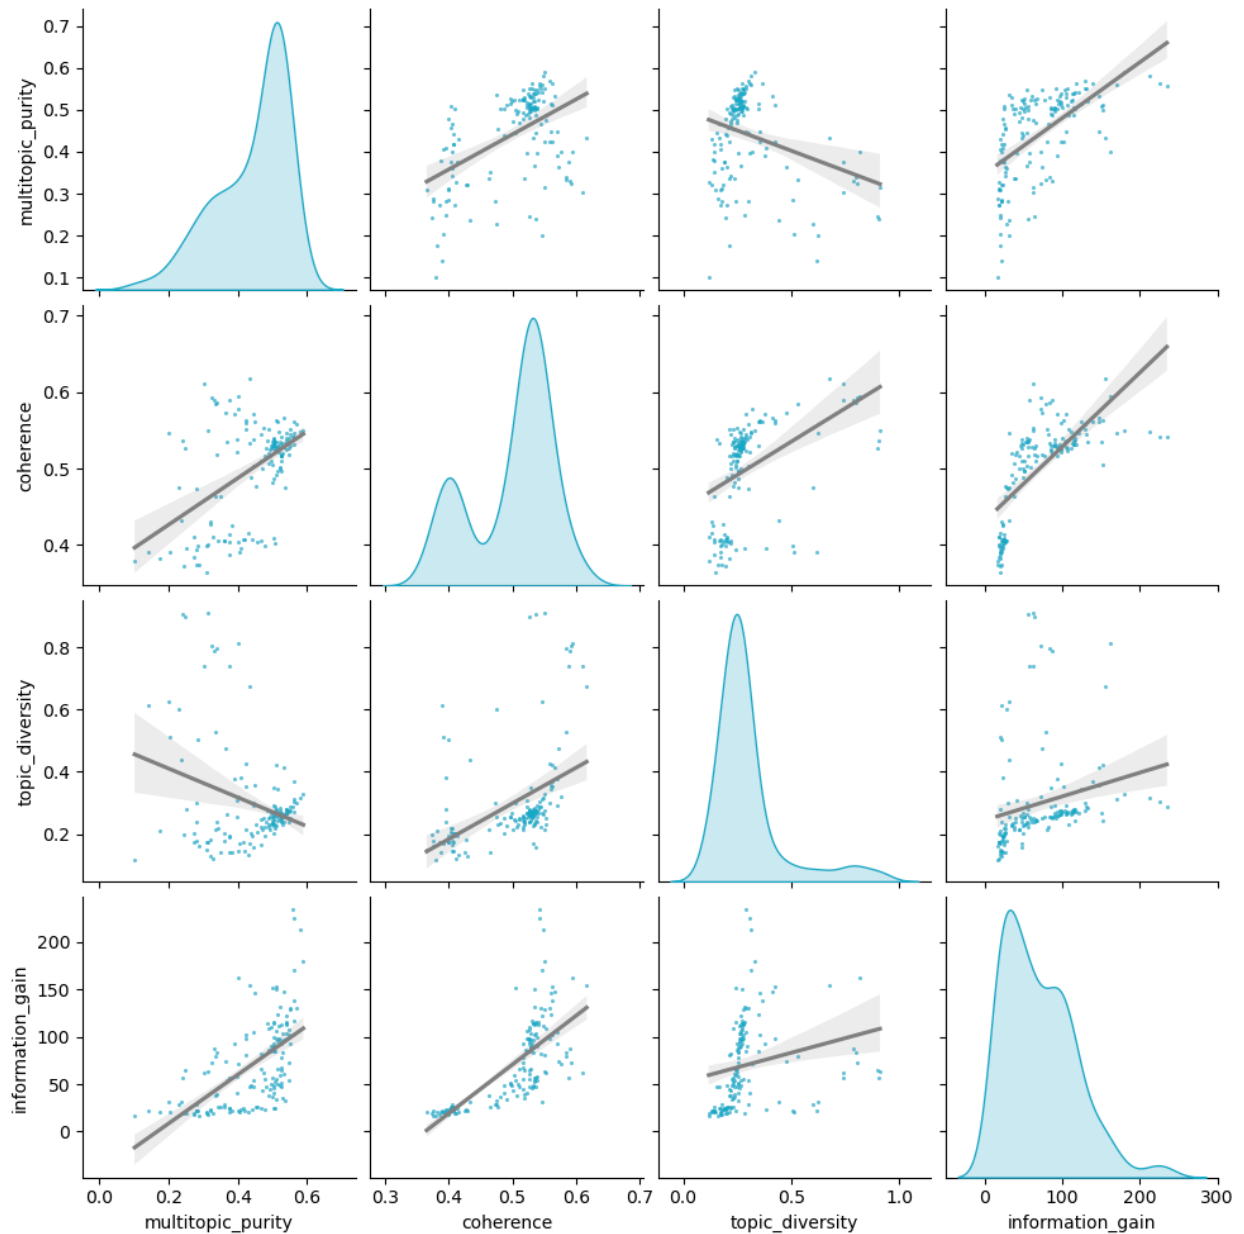 0.7
0.6
0.5
0.4
0.3
0.2
0.1
multitopic_purity
0.7
0.6
0.5
0.4
coherence
0.8
0.6
0.4
0.2
topic_diversity
200
150
100
50
0
information_gain
0.0 0.2 0.4 0.6
0.3 0.4 0.5 0.6 0.7
0.0 0.5 1.0
0 100 200 300
multitopic_purity coherence topic_diversity information_gain